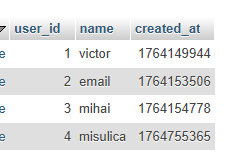 user_id name created_at
e 1 victor 1764149944
e 2 email 1764153506
e 3 mihai 1764154778
e 4 misulica 1764755365